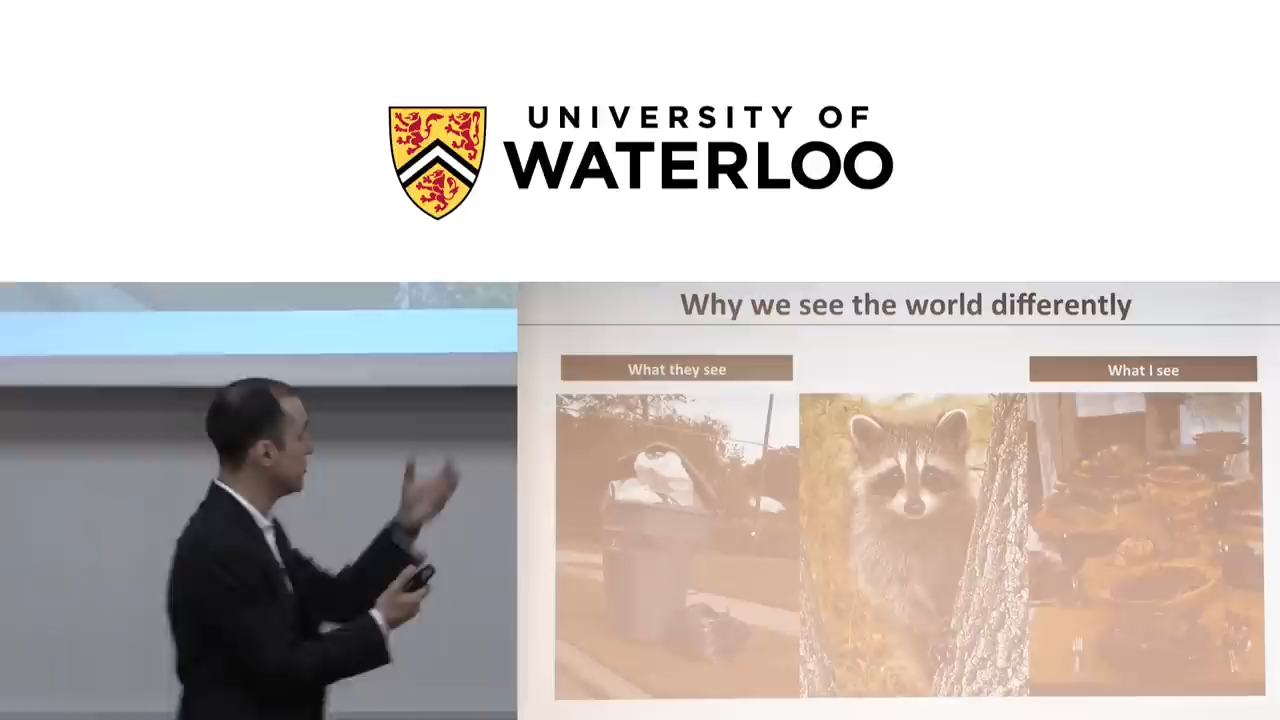 UNIVERSITY OF
WATERLOO
Why we see the world differently
What they see
What I see